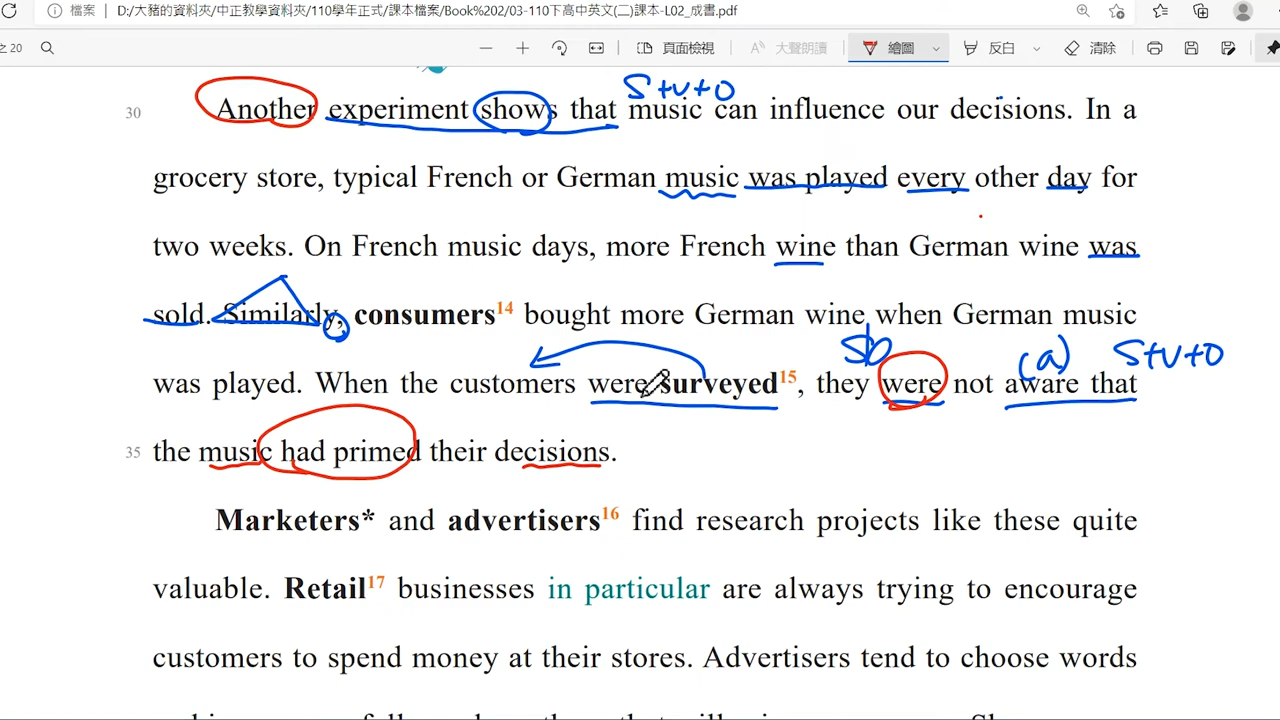 檔案 D:/大豬的資料夾/中正教學資料夾/110學年正式/課本檔案/Book%202/03-110下高中英文(二)課本-L02_成書.pdf
之 20 頁面檢視 大聲朗讀 繪圖 反白 清除
S+V+O
30 Another experiment shows that music can influence our decisions. In a
grocery store, typical French or German music was played every other day for
two weeks. On French music days, more French wine than German wine was
sold. Similarly, consumers14 bought more German wine when German music
Sb (a) S+V+O
was played. When the customers were surveyed15, they were not aware that
35 the music had primed their decisions.
Marketers* and advertisers16 find research projects like these quite
valuable. Retail17 businesses in particular are always trying to encourage
customers to spend money at their stores. Advertisers tend to choose words